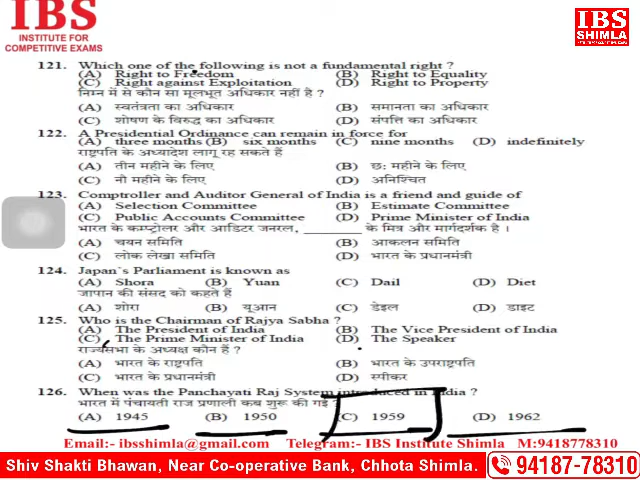 IBS
INSTITUTE FOR
COMPETITIVE EXAMS
IBS
SHIMLA
121. Which one of the following is not a fundamental right ?
(A) Right to Freedom (B) Right to Equality
(C) Right against Exploitation (D) Right to Property
निम्न में से कौन सा मूलभूत अधिकार नहीं है ?
(A) स्वतंत्रता का अधिकार (B) समानता का अधिकार
(C) शोषण के विरुद्ध का अधिकार (D) संपत्ति का अधिकार
122. A Presidential Ordinance can remain in force for
(A) three months (B) six months (C) nine months (D) indefinitely
राष्ट्रपति के अध्यादेश लागू रह सकते हैं
(A) तीन महीने के लिए (B) छः महीने के लिए
(C) नौ महीने के लिए (D) अनिश्चित
123. Comptroller and Auditor General of India is a friend and guide of
(A) Selection Committee (B) Estimate Committee
(C) Public Accounts Committee (D) Prime Minister of India
भारत के कम्प्ट्रोलर और आडिटर जनरल, ________ के मित्र और मार्गदर्शक है ।
(A) चयन समिति (B) आकलन समिति
(C) लोक लेखा समिति (D) भारत के प्रधानमंत्री
124. Japan's Parliament is known as
(A) Shora (B) Yuan (C) Dail (D) Diet
जापान की संसद को कहते हैं
(A) शोरा (B) यूआन (C) डेइल (D) डाइट
125. Who is the Chairman of Rajya Sabha ?
(A) The President of India (B) The Vice President of India
(C) The Prime Minister of India (D) The Speaker
राज्यसभा के अध्यक्ष कौन हैं ?
(A) भारत के राष्ट्रपति (B) भारत के उपराष्ट्रपति
(C) भारत के प्रधानमंत्री (D) स्पीकर
126. When was the Panchayati Raj System introduced in India ?
भारत में पंचायती राज प्रणाली कब शुरू की गई ?
(A) 1945 (B) 1950 (C) 1959 (D) 1962
Email:- ibsshimla@gmail.com Telegram:- IBS Institute Shimla M:9418778310
Shiv Shakti Bhawan, Near Co-operative Bank, Chhota Shimla. 94187-78310